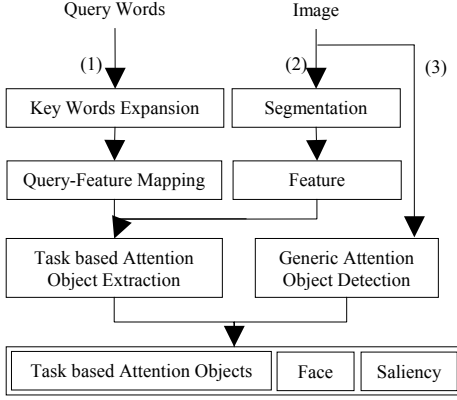 Query Words
Image
(1)
(2)
(3)
Key Words Expansion
Segmentation
Query-Feature Mapping
Feature
Task based Attention
Object Extraction
Generic Attention
Object Detection
Task based Attention Objects
Face
Saliency